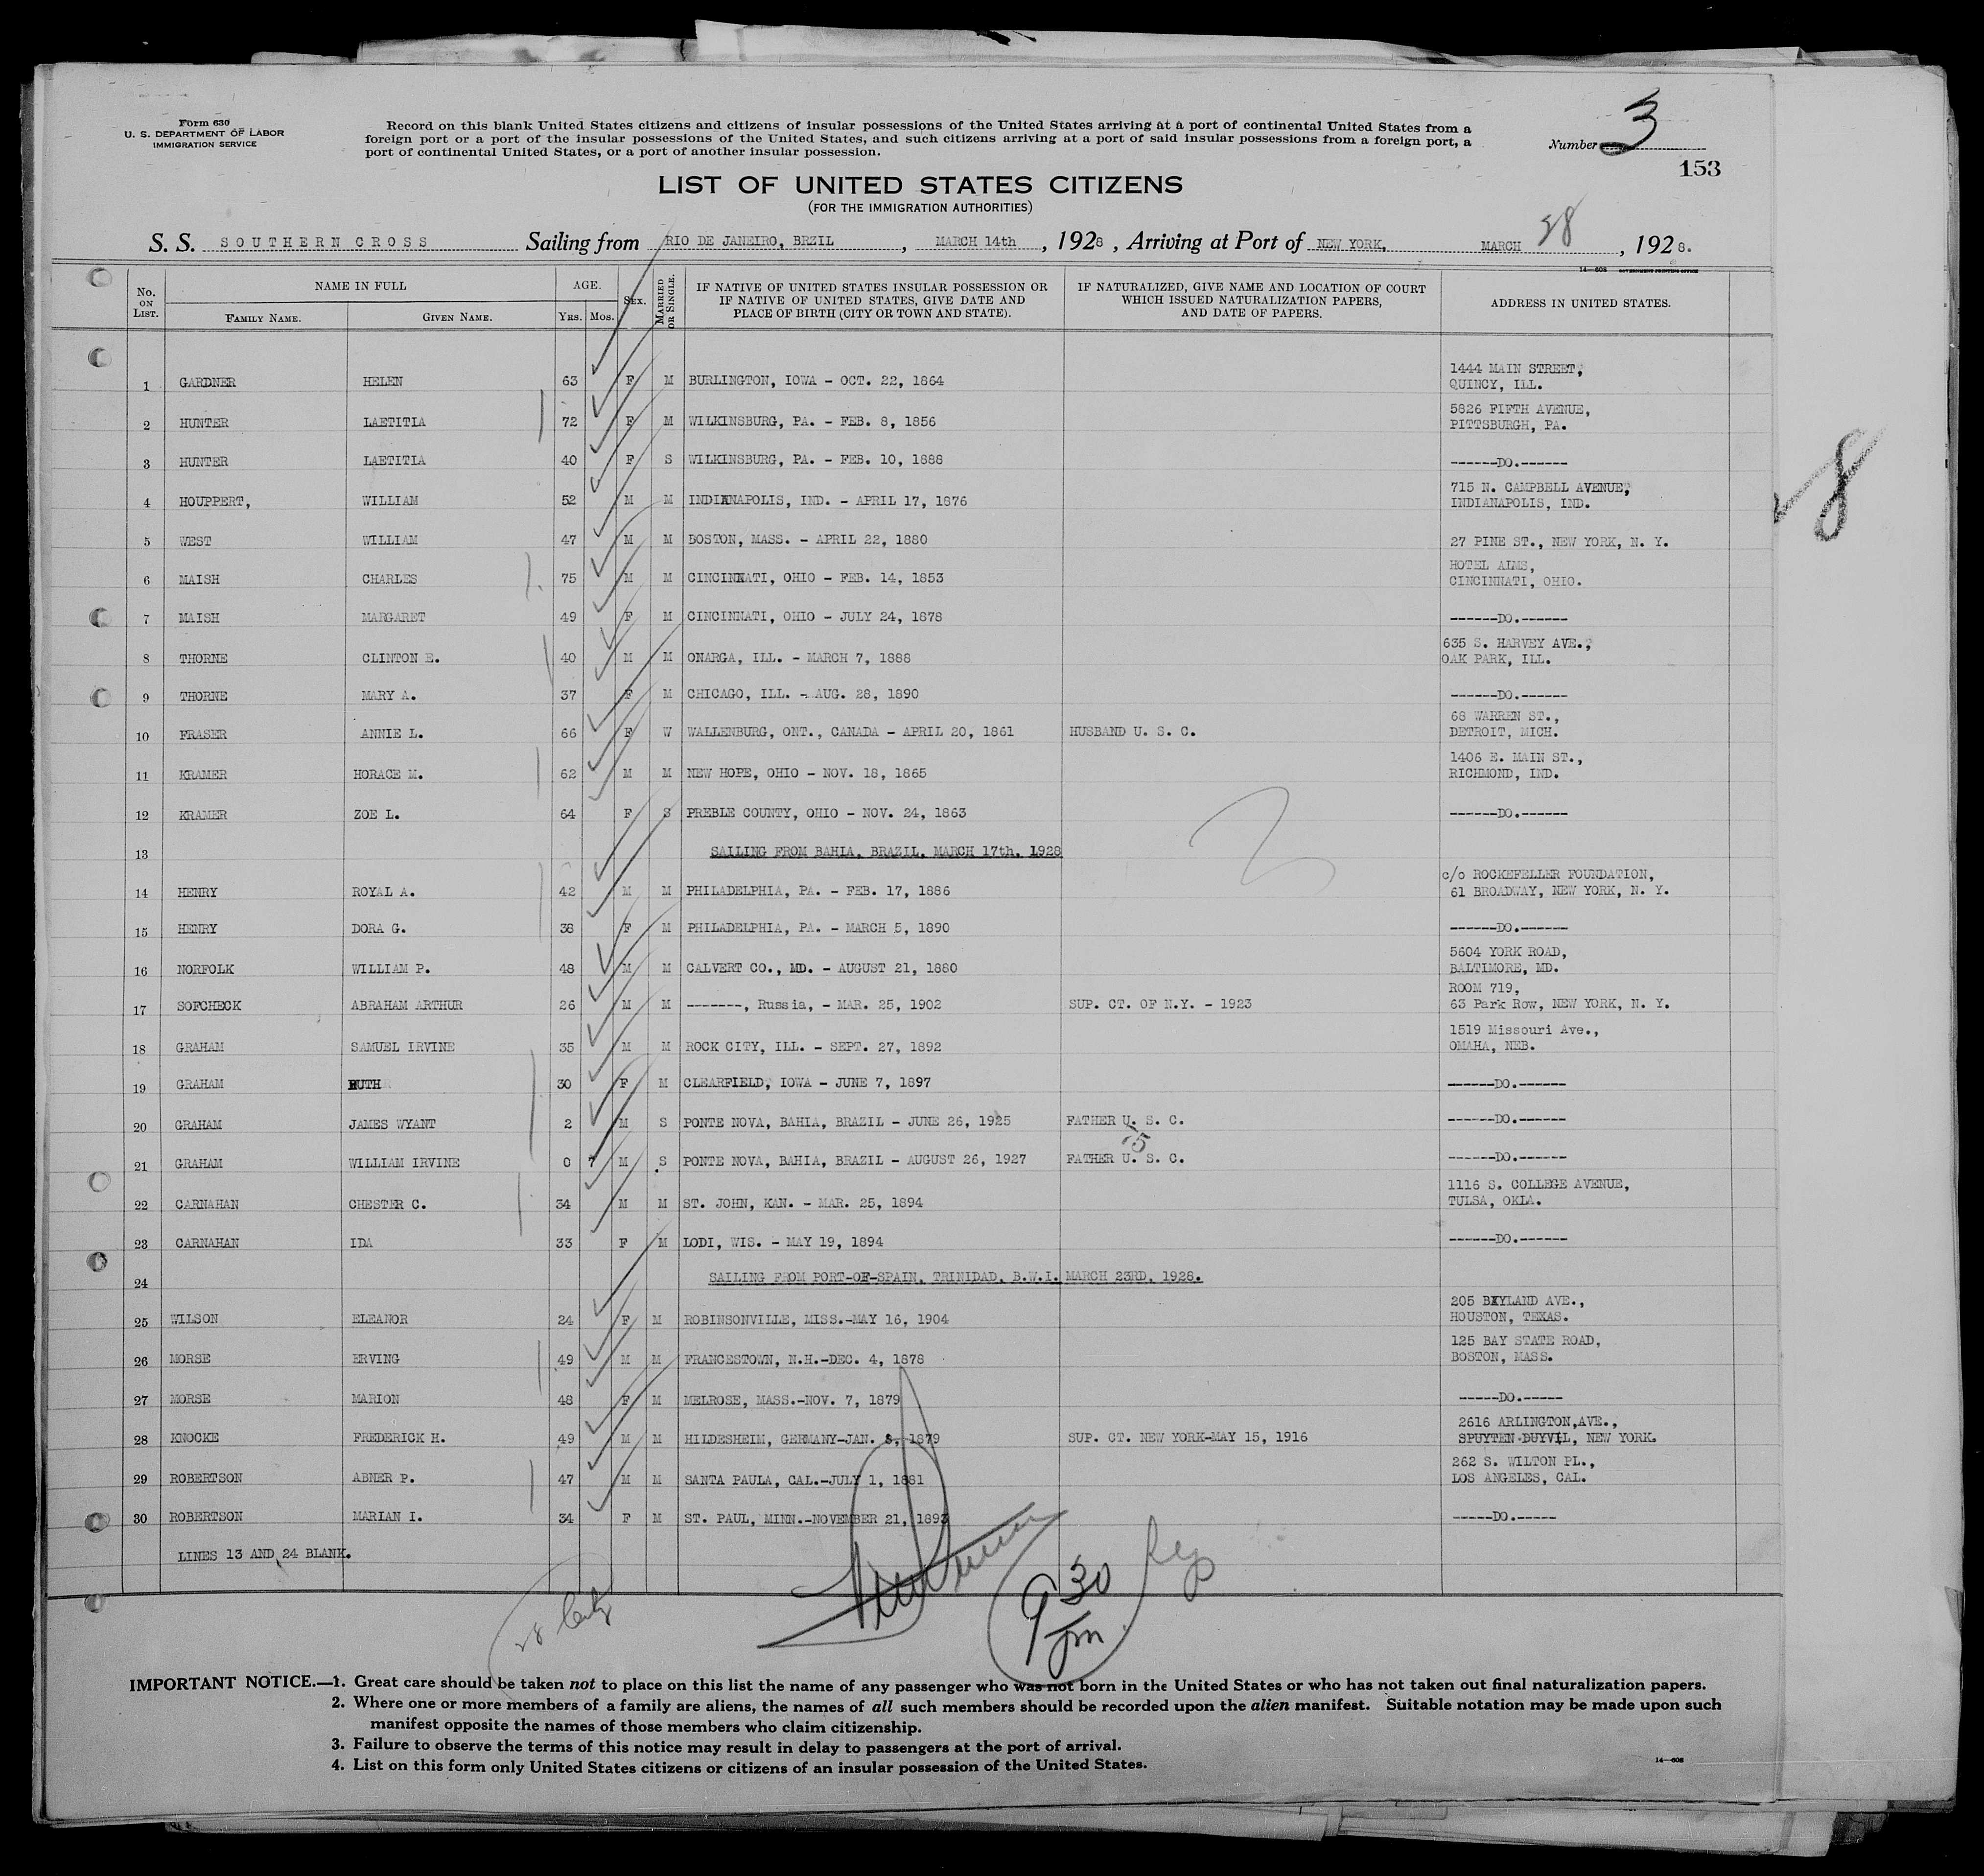 Form 630
U. S. DEPARTMENT OF LABOR
IMMIGRATION SERVICE
Record on this blank United States citizens and citizens of insular possessions of the United States arriving at a port of continental United States from a
foreign port or a port of the insular possessions of the United States, and such citizens arriving at a port of said insular possessions from a foreign port, a
port of continental United States, or a port of another insular possession.
Number 3
153
LIST OF UNITED STATES CITIZENS
(FOR THE IMMIGRATION AUTHORITIES)
S. S. SOUTHERN CROSS Sailing from RIO DE JANEIRO, BRZIL, MARCH 14th, 1928, Arriving at Port of NEW YORK, MARCH 28, 1928.
14—608 GOVERNMENT PRINTING OFFICE
No. ON LIST. NAME IN FULL AGE. SEX. MARRIED OR SINGLE. IF NATIVE OF UNITED STATES INSULAR POSSESSION OR IF NATIVE OF UNITED STATES, GIVE DATE AND PLACE OF BIRTH (CITY OR TOWN AND STATE). IF NATURALIZED, GIVE NAME AND LOCATION OF COURT WHICH ISSUED NATURALIZATION PAPERS, AND DATE OF PAPERS. ADDRESS IN UNITED STATES.
FAMILY NAME. GIVEN NAME. YRS. MOS.
1 GARDNER HELEN 63 F M BURLINGTON, IOWA - OCT. 22, 1864 1444 MAIN STREET, QUINCY, ILL.
2 HUNTER LAETITIA 72 F M WILKINSBURG, PA. - FEB. 8, 1856 5826 FIFTH AVENUE, PITTSBURGH, PA.
3 HUNTER LAETITIA 40 F S WILKINSBURG, PA. - FEB. 10, 1888 ------DO.------
4 HOUPPERT, WILLIAM 52 M M INDIANAPOLIS, IND. - APRIL 17, 1876 715 N. CAMPBELL AVENUE, INDIANAPOLIS, IND.
5 WEST WILLIAM 47 M M BOSTON, MASS. - APRIL 22, 1880 27 PINE ST., NEW YORK, N. Y.
6 MAISH CHARLES 75 M M CINCINNATI, OHIO - FEB. 14, 1853 HOTEL ALMS, CINCINNATI, OHIO.
7 MAISH MARGARET 49 F M CINCINNATI, OHIO - JULY 24, 1878 ------DO.------
8 THORNE CLINTON E. 40 M M ONARGA, ILL. - MARCH 7, 1888 635 S. HARVEY AVE., OAK PARK, ILL.
9 THORNE MARY A. 37 F M CHICAGO, ILL. - AUG. 28, 1890 ------DO.------
10 FRASER ANNIE L. 66 F W WALLENBURG, ONT., CANADA - APRIL 20, 1861 HUSBAND U. S. C. 68 WARREN ST., DETROIT, MICH.
11 KRAMER HORACE M. 62 M M NEW HOPE, OHIO - NOV. 18, 1865 1406 E. MAIN ST., RICHMOND, IND.
12 KRAMER ZOE L. 64 F S PREBLE COUNTY, OHIO - NOV. 24, 1863 ------DO.------
13 SAILING FROM BAHIA, BRAZIL, MARCH 17th, 1928
14 HENRY ROYAL A. 42 M M PHILADELPHIA, PA. - FEB. 17, 1886 c/o ROCKEFELLER FOUNDATION, 61 BROADWAY, NEW YORK, N. Y.
15 HENRY DORA G. 38 F M PHILADELPHIA, PA. - MARCH 5, 1890 ------DO.------
16 NORFOLK WILLIAM P. 48 M M CALVERT CO., MD. - AUGUST 21, 1880 5604 YORK ROAD, BALTIMORE, MD.
17 SOFCHECK ABRAHAM ARTHUR 26 M M -------, Russia, - MAR. 25, 1902 SUP. CT. OF N.Y. - 1923 ROOM 719, 63 Park Row, NEW YORK, N. Y.
18 GRAHAM SAMUEL IRVINE 35 M M ROCK CITY, ILL. - SEPT. 27, 1892 1519 Missouri Ave., OMAHA, NEB.
19 GRAHAM RUTH 30 F M CLEARFIELD, IOWA - JUNE 7, 1897 ------DO.------
20 GRAHAM JAMES WYANT 2 M S PONTE NOVA, BAHIA, BRAZIL - JUNE 26, 1925 FATHER U. S. C. ------DO.------
21 GRAHAM WILLIAM IRVINE 0 7 M S PONTE NOVA, BAHIA, BRAZIL - AUGUST 26, 1927 FATHER U. S. C. ------DO.------
22 CARNAHAN CHESTER C. 34 M M ST. JOHN, KAN. - MAR. 25, 1894 1116 S. COLLEGE AVENUE, TULSA, OKLA.
23 CARNAHAN IDA 33 F M LODI, WIS. - MAY 19, 1894 ------DO.------
24 SAILING FROM PORT-OF-SPAIN, TRINIDAD, B.W.I. MARCH 23RD, 1928.
25 WILSON ELEANOR 24 F M ROBINSONVILLE, MISS.-MAY 16, 1904 205 AVE., HOUSTON, TEXAS.
26 MORSE ERVING 49 M M FRANCESTOWN, N.H.-DEC. 4, 1878 125 BAY STATE ROAD, BOSTON, MASS.
27 MORSE MARION 48 F M MELROSE, MASS.-NOV. 7, 1879 -----DO.-----
28 KNOCKE FREDERICK H. 49 M M HILDESHEIM, GERMANY-JAN. 8, 1879 SUP. CT. NEW YORK-MAY 15, 1916 2616 ARLINGTON,AVE., SPUYTEN-DUYVIL, NEW YORK.
29 ROBERTSON ABNER P. 47 M M SANTA PAULA, CAL.-JULY 1, 1881 262 S. WILTON PL., LOS ANGELES, CAL.
30 ROBERTSON MARIAN I. 34 F M ST. PAUL, MINN.-NOVEMBER 21, 1893 -----DO.-----
LINES 13 AND 24 BLANK.
8
9 30 pm
IMPORTANT NOTICE.—1. Great care should be taken not to place on this list the name of any passenger who was not born in the United States or who has not taken out final naturalization papers.
2. Where one or more members of a family are aliens, the names of all such members should be recorded upon the alien manifest. Suitable notation may be made upon such
manifest opposite the names of those members who claim citizenship.
3. Failure to observe the terms of this notice may result in delay to passengers at the port of arrival.
4. List on this form only United States citizens or citizens of an insular possession of the United States.
14—608